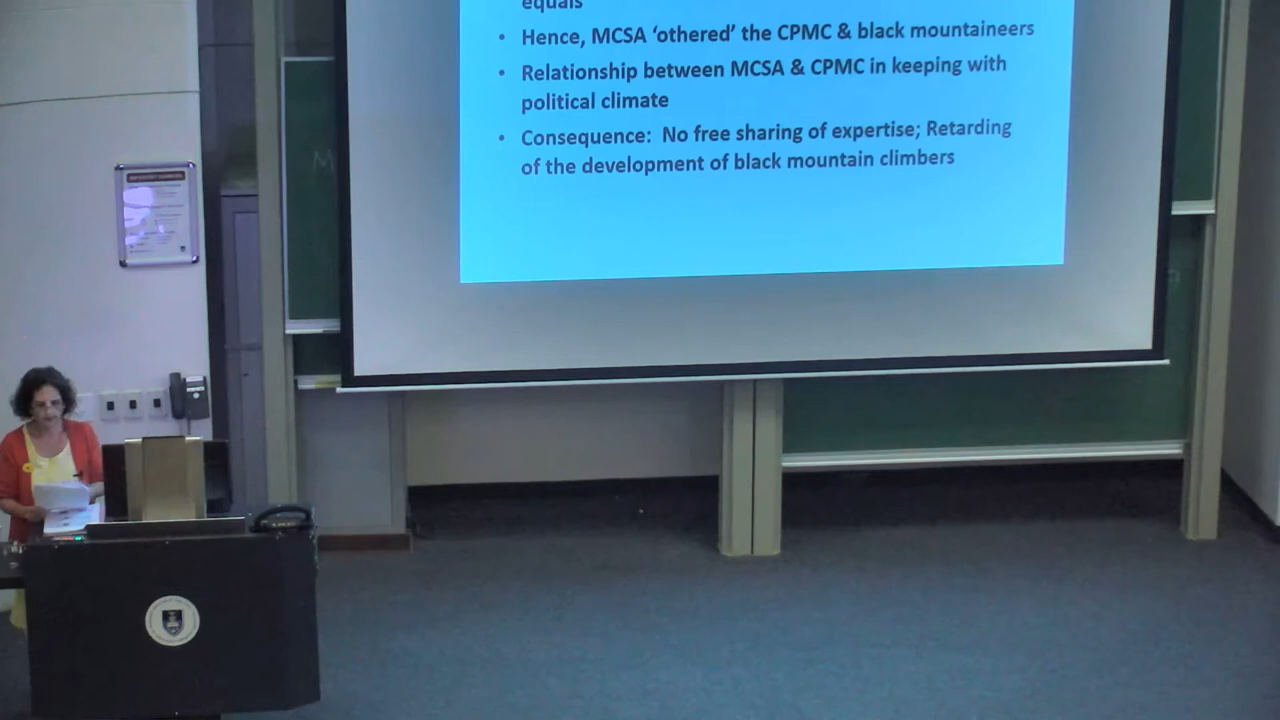 equals
• Hence, MCSA ‘othered’ the CPMC & black mountaineers
• Relationship between MCSA & CPMC in keeping with
political climate
• Consequence: No free sharing of expertise; Retarding
of the development of black mountain climbers
M